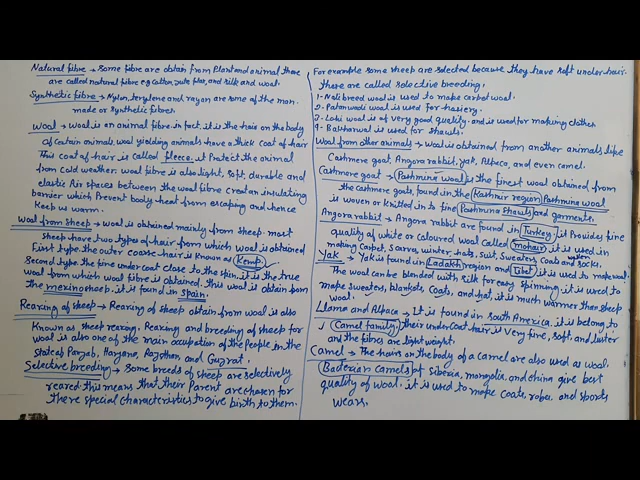 Natural fibre → Some fibre are obtain from Plant and animal these
are called natural fibre e.g cotton, jute flax, and silk and wool.
Synthetic fibre → Nylon, terylene and rayon are some of the man
made or synthetic fibres.
Wool → Wool is an animal fibre. in fact, it is the hair on the body
of certain animals. wool yielding animals have a thick coat of hair
This coat of hair is called fleece. it Protect the animal
from cold weather. wool fibre is also light, soft, durable and
elastic Air spaces between the wool fibre creat an insulating
barrier which Prevent body heat from escaping and hence
Keep us warm.
Wool from sheep → Wool is obtained mainly from sheep. most
sheep have two types of hair from which wool is obtained
First type. the outer coarse hair is known as Kemp.
Second type. the fine under coat close to the spin, it is the true
wool from which wool fibre is obtained. This wool is obtain from
the merino sheep. it is found in Spain.
Rearing of sheep → Rearing of sheep obtain from wool is also
Known as sheep rearing. Rearing and breeding of sheep for
wool is also one of the main occupation of the People in the
state of Panjab, Haryana, Rajasthan and Gujrat.
Selective breeding → Some breeds of sheep are selectively
reared this means that their Parent are chosen for
there special characteristics to give birth to them.
For example some sheep are selected because they have soft under hair.
these are called selective breeding.
1- Nali breed wool is used to make carpet wool.
2- Patanwadi wool is used for hosiery.
3- Lohi wool is of very good quality. and is used for making clothes
4- Bakharwal is used for shawls.
Wool from other animals → Wool is obtained from another animals like
Cashmere goat, Angora rabbit, yak, Alpaca, and even camel.
Cashmere goat → Pashmina wool is the finest wool obtained from
the cashmere goats, found in the Kashmir region Pashmina wool
is woven or knitted in to fine Pashmina shawls and garments.
Angora rabbit → Angora rabbit are found in Turkey. it Provides fine
quality of white or coloured wool called mohair it is used in
making Carpet, Sarra, winter, hats, suit, Sweaters, Coats and socks.
Yak → Yak is found in Ladakh region and Tibet it is used to make wool.
The wool can be blended with silk for easy spinning it is used to
make sweaters, blankets, Coats, and that it is much warmer than sheep
wool.
Llama and Alpaca → It is found in South America, it is belong to
Camel family. their under coat hair is very fine, soft, and luster
and the fibres are light weight.
Camel → The hairs on the body of a camel are also used as wool.
Bacterian camels of Siberia, mongolia, and china give best
quality of wool. it is used to make coats, robes, and sports
wears.